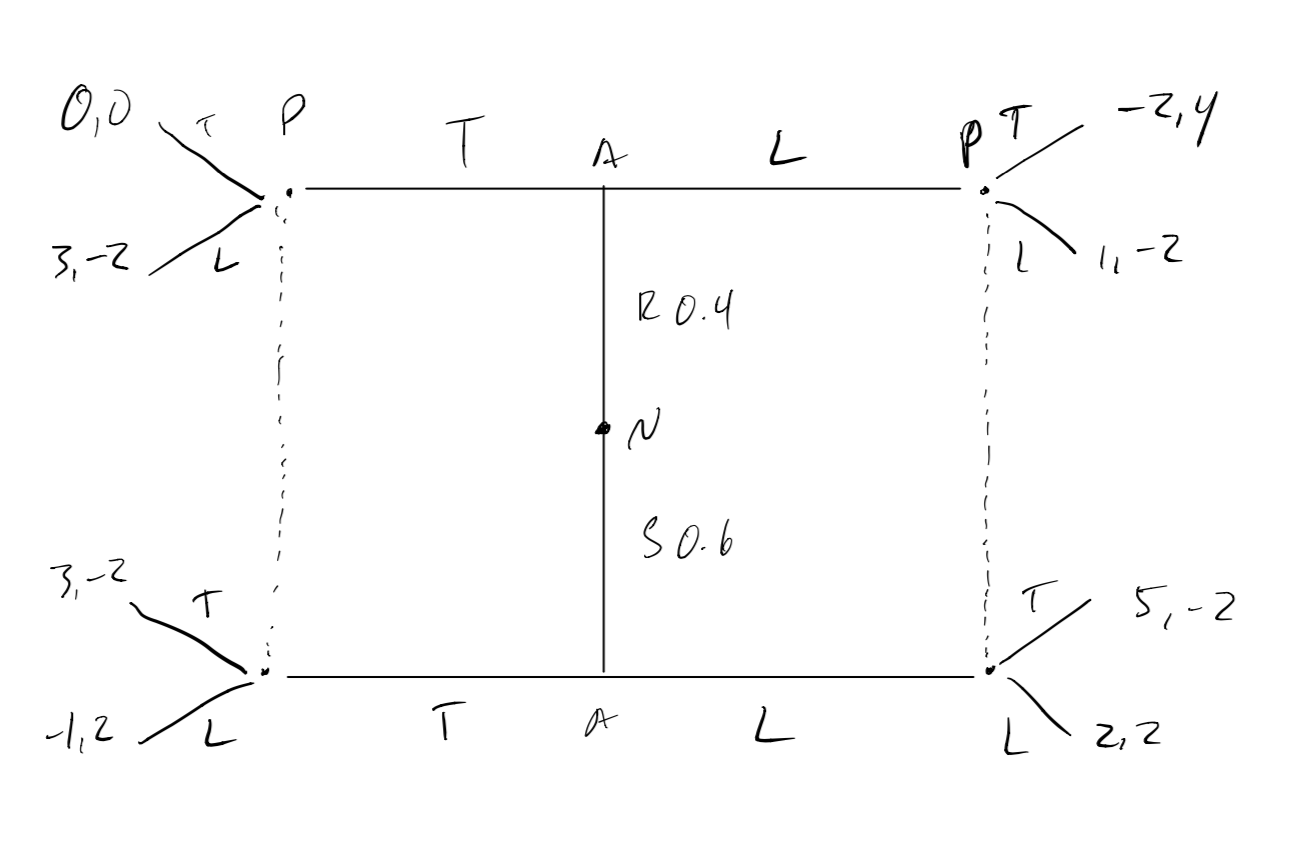 0,0 T P T A L P T -2,4
3,-2 L L 1,-2
R 0.4
N
S 0.6
3,-2 T T 5,-2
-1,2 L T A L L 2,2